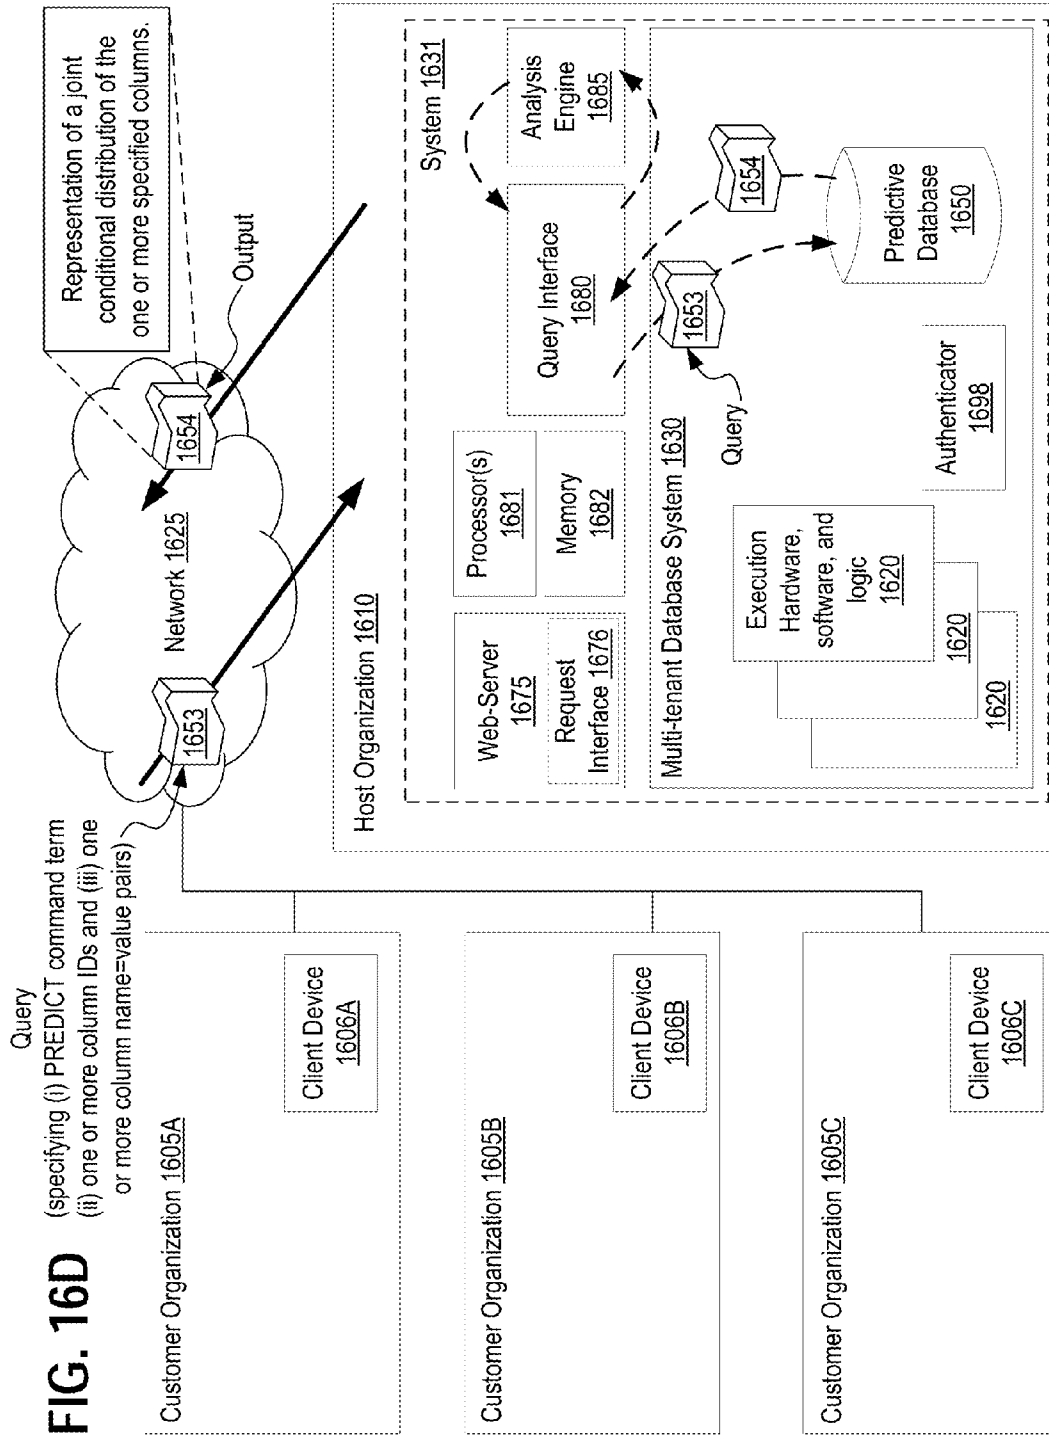 FIG. 16D
Query
(specifying (i) PREDICT command term
(ii) one or more column IDs and (iii) one
or more column name=value pairs)
Customer Organization 1605A
Client Device
1606A
Customer Organization 1605B
Client Device
1606B
Customer Organization 1605C
Client Device
1606C
1653
Network 1625
1654
Output
Representation of a joint
conditional distribution of the
one or more specified columns.
Host Organization 1610
System 1631
Web-Server
1675
Request
Interface 1676
Processor(s)
1681
Memory
1682
Query Interface
1680
Analysis
Engine
1685
Multi-tenant Database System 1630
Query
1653
1654
Execution
Hardware,
software, and
logic
1620
1620
1620
Authenticator
1698
Predictive
Database
1650